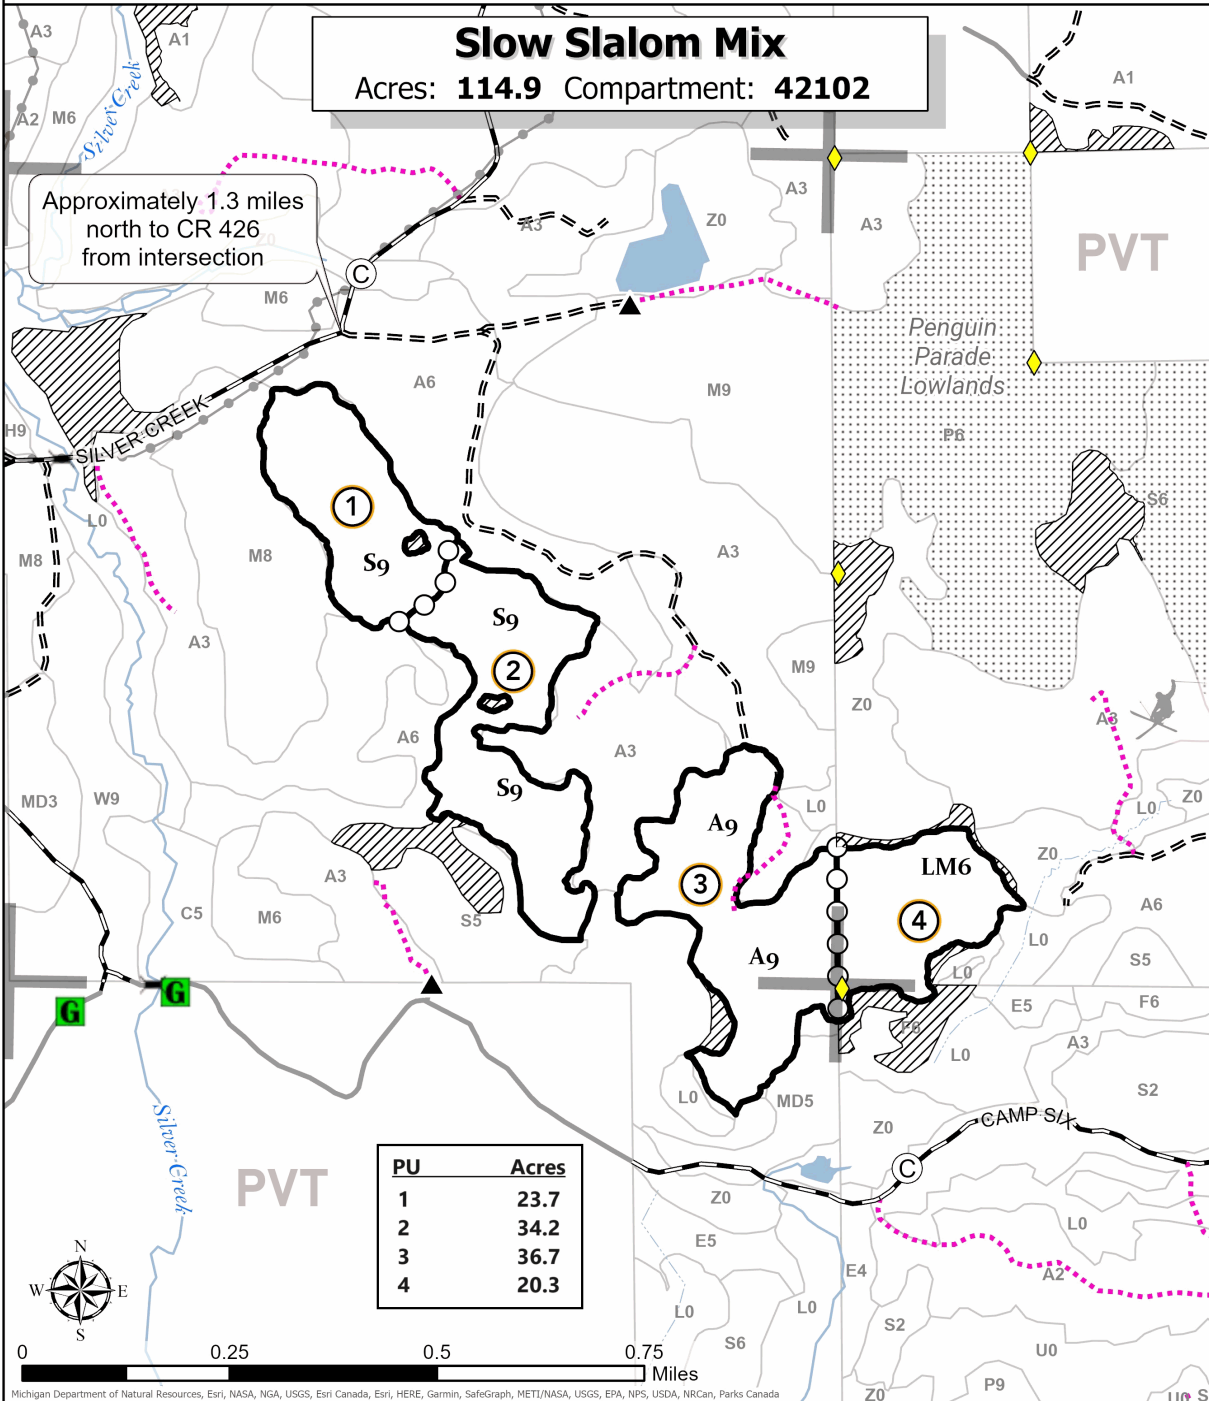 Slow Slalom Mix
Acres: 114.9 Compartment: 42102
A3
A1
A1
A2
M6
Silver Creek
Approximately 1.3 miles
north to CR 426
from intersection
C
A3
Z0
A3
A3
PVT
M6
Penguin
Parade
Lowlands
A6
M9
P6
H9
SILVER CREEK
S6
L0
1
M8
M8
S9
A3
S9
A3
2
M9
Z0
A3
A6
A3
S9
MD3
W9
L0
L0
Z0
A9
Z0
LM6
A3
3
C5
M6
S5
4
A6
L0
A9
S5
L0
G
G
E5
F6
F6
A3
L0
L0
MD5
S2
Silver Creek
CAMP SIX
Z0
C
PVT
PU Acres
1 23.7
2 34.2
3 36.7
4 20.3
Z0
L0
E5
E4
A2
N
W E
S
L0
L0
S2
S6
U0
0 0.25 0.5 0.75
Miles
P9
Z0
U0 S
Michigan Department of Natural Resources, Esri, NASA, NGA, USGS, Esri Canada, Esri, HERE, Garmin, SafeGraph, METI/NASA, USGS, EPA, NPS, USDA, NRCan, Parks Canada